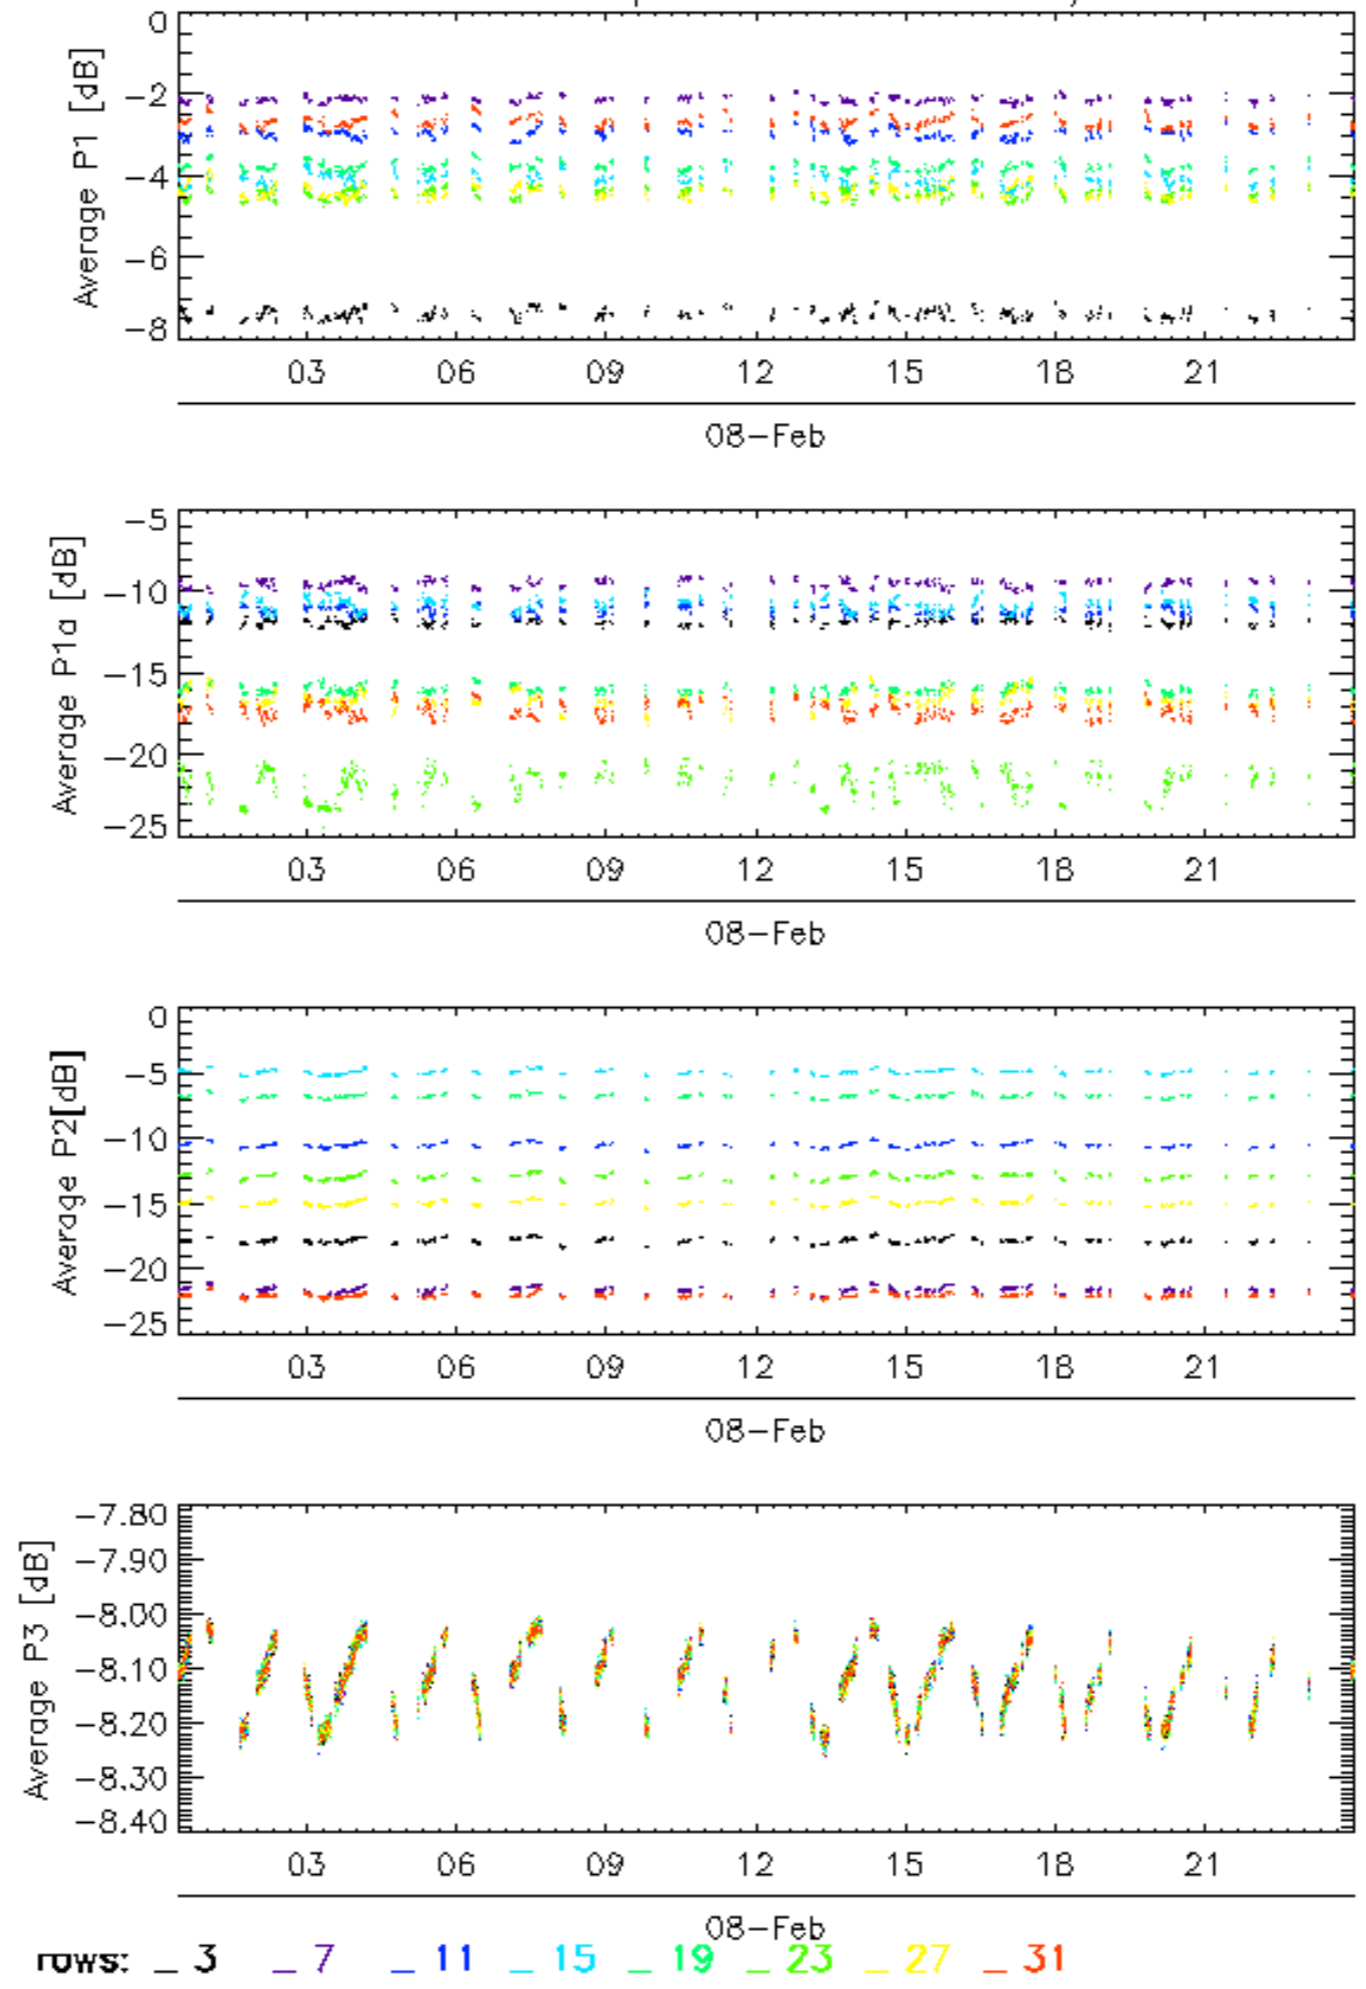 0
-2
-4
-6
-8
Average P1 [dB]
03 06 09 12 15 18 21
08-Feb
-5
-10
-15
-20
-25
Average P1a [dB]
03 06 09 12 15 18 21
08-Feb
0
-5
-10
-15
-20
-25
Average P2[dB]
03 06 09 12 15 18 21
08-Feb
-7.80
-7.90
-8.00
-8.10
-8.20
-8.30
-8.40
Average P3 [dB]
03 06 09 12 15 18 21
08-Feb
rows: _ 3 _ 7 _ 11 _ 15 _ 19 _ 23 _ 27 _ 31